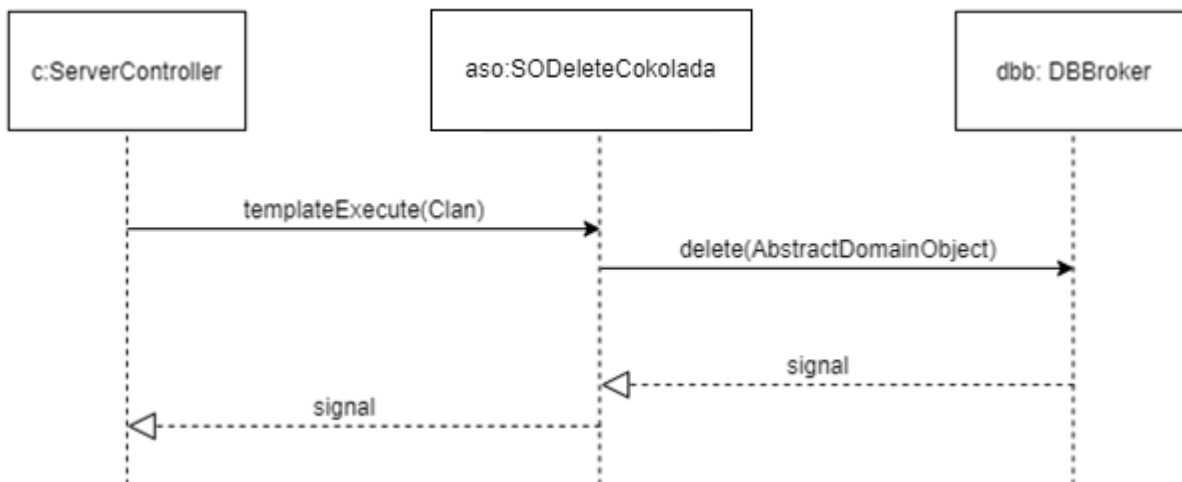 c:ServerController
aso:SODeleteCokolada
dbb: DBBroker
templateExecute(Clan)
delete(AbstractDomainObject)
signal
signal